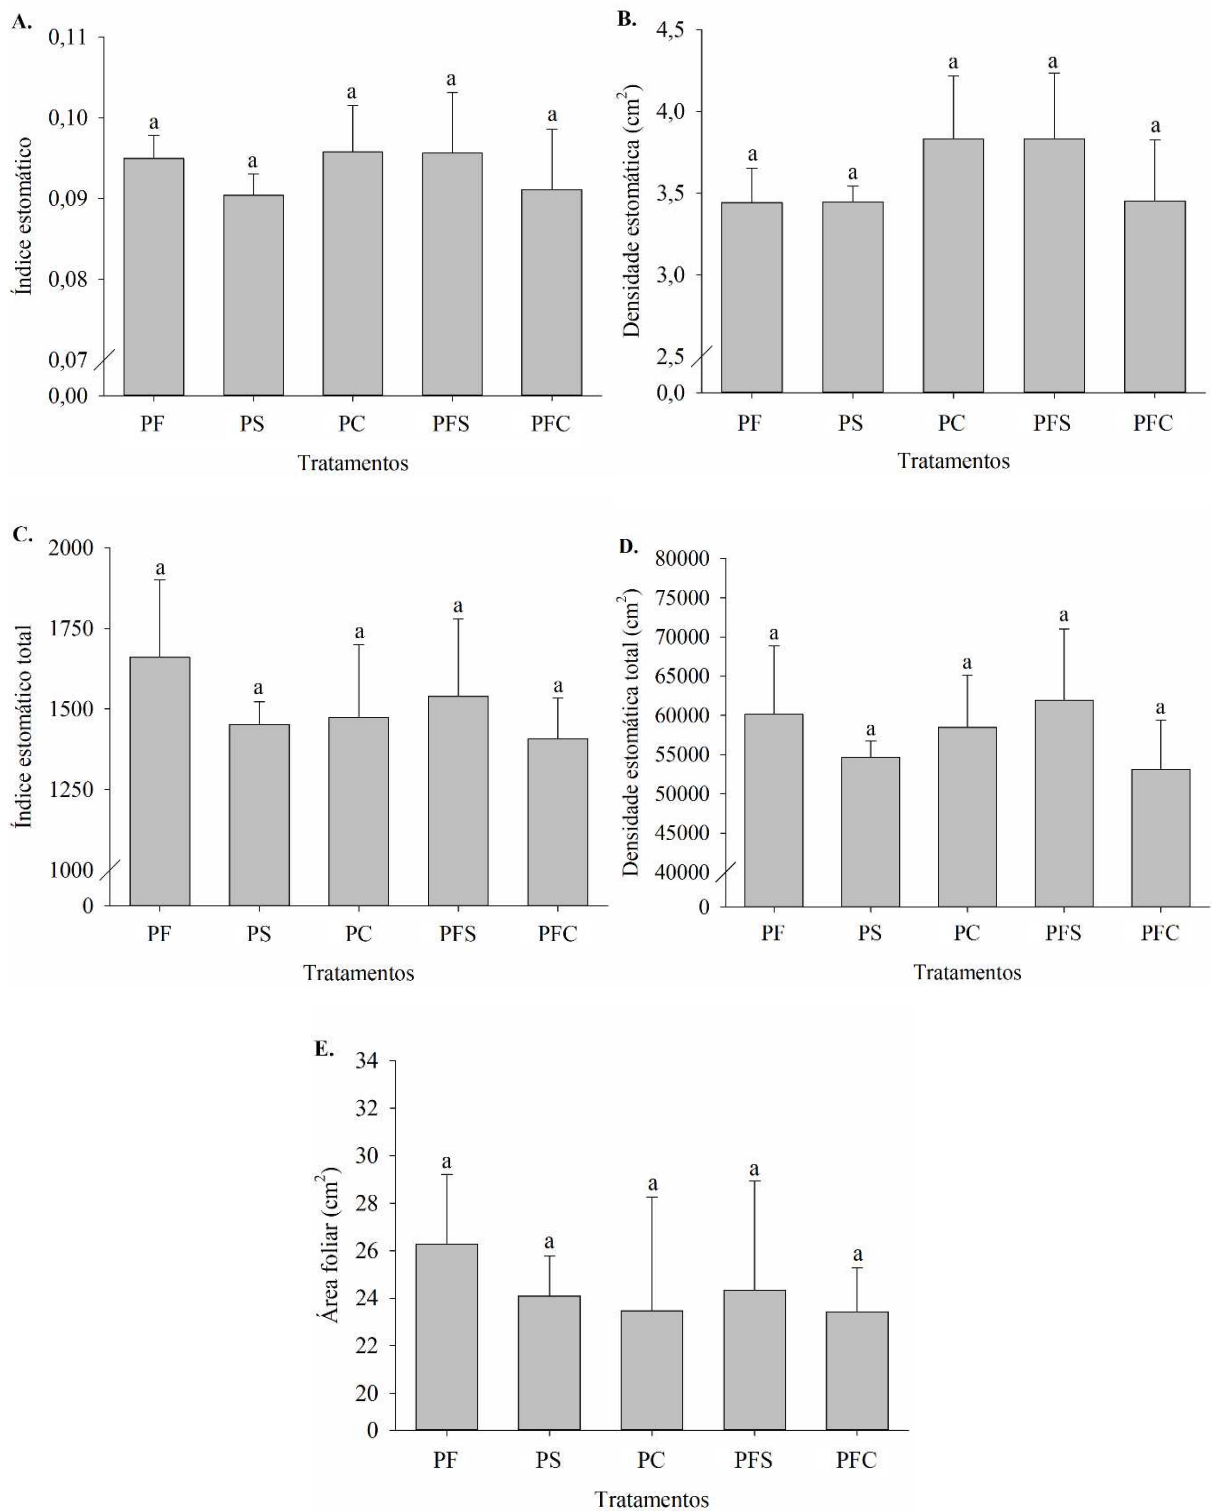 A.
Índice estomático
0,11
0,10
0,09
0,08
0,07
0,00
a a a a a
PF PS PC PFS PFC
Tratamentos
B.
Densidade estomática (cm²)
4,5
4,0
3,5
3,0
2,5
0,0
a a a a a
PF PS PC PFS PFC
Tratamentos
C.
Índice estomático total
2000
1750
1500
1250
1000
0
a a a a a
PF PS PC PFS PFC
Tratamentos
D.
Densidade estomática total (cm²)
80000
75000
70000
65000
60000
55000
50000
45000
40000
0
a a a a a
PF PS PC PFS PFC
Tratamentos
E.
Área foliar (cm²)
34
32
30
28
26
24
22
20
0
a a a a a
PF PS PC PFS PFC
Tratamentos